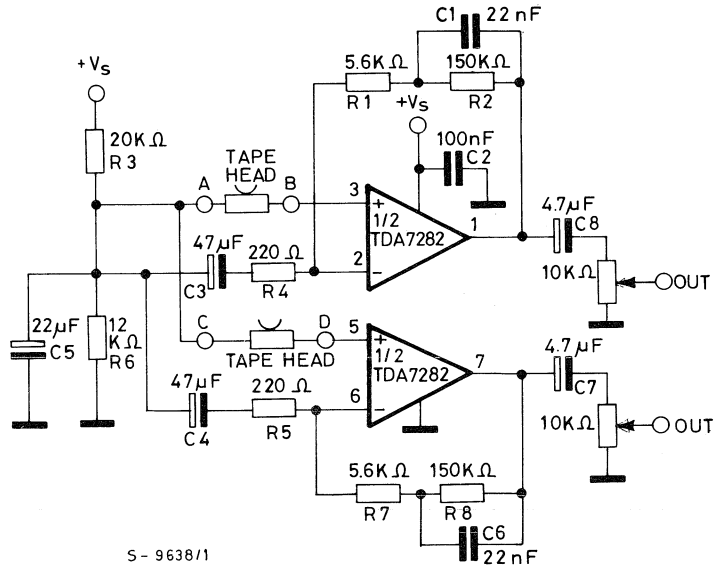 C1 22nF
+Vs
5.6KΩ 150KΩ
R1 R2
+Vs
20KΩ
R3
100nF
C2
TAPE
HEAD
A B 3
+
1/2
TDA7282
1
4.7µF
C8
47µF
220Ω
2
−
C3 R4
10KΩ OUT
22µF
C5
12
KΩ
R6
C D 5
TAPE HEAD
+
1/2
TDA7282
7
4.7µF
C7
47µF
220 Ω
6
−
C4 R5
10KΩ OUT
5.6KΩ 150KΩ
R7 R8
C6
22nF
S-9638/1